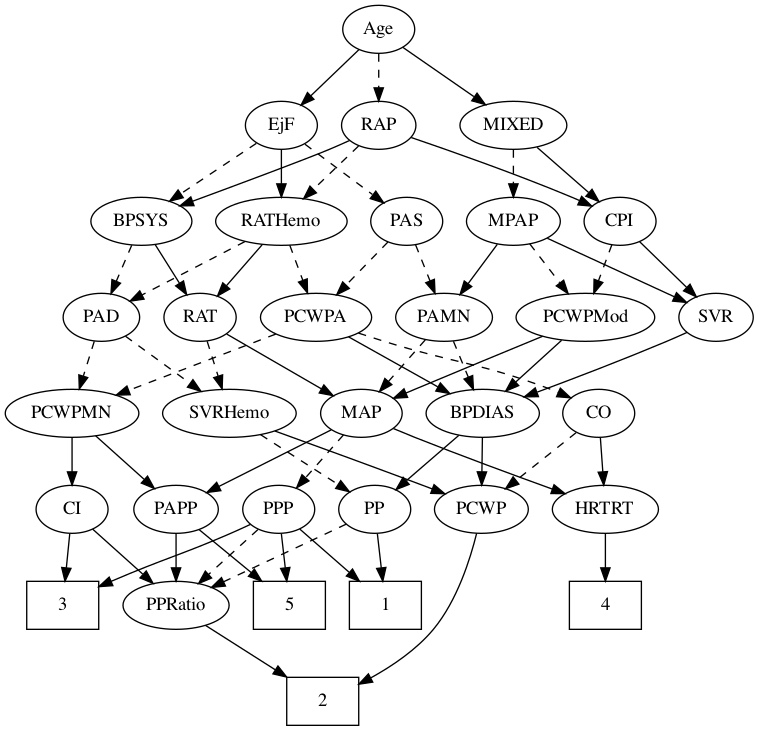 Age
EjF
RAP
MIXED
BPSYS
RATHemo
PAS
MPAP
CPI
PAD
RAT
PCWPA
PAMN
PCWPMod
SVR
PCWPMN
SVRHemo
MAP
BPDIAS
CO
CI
PAPP
PPP
PP
PCWP
HRTRT
3
PPRatio
5
1
4
2